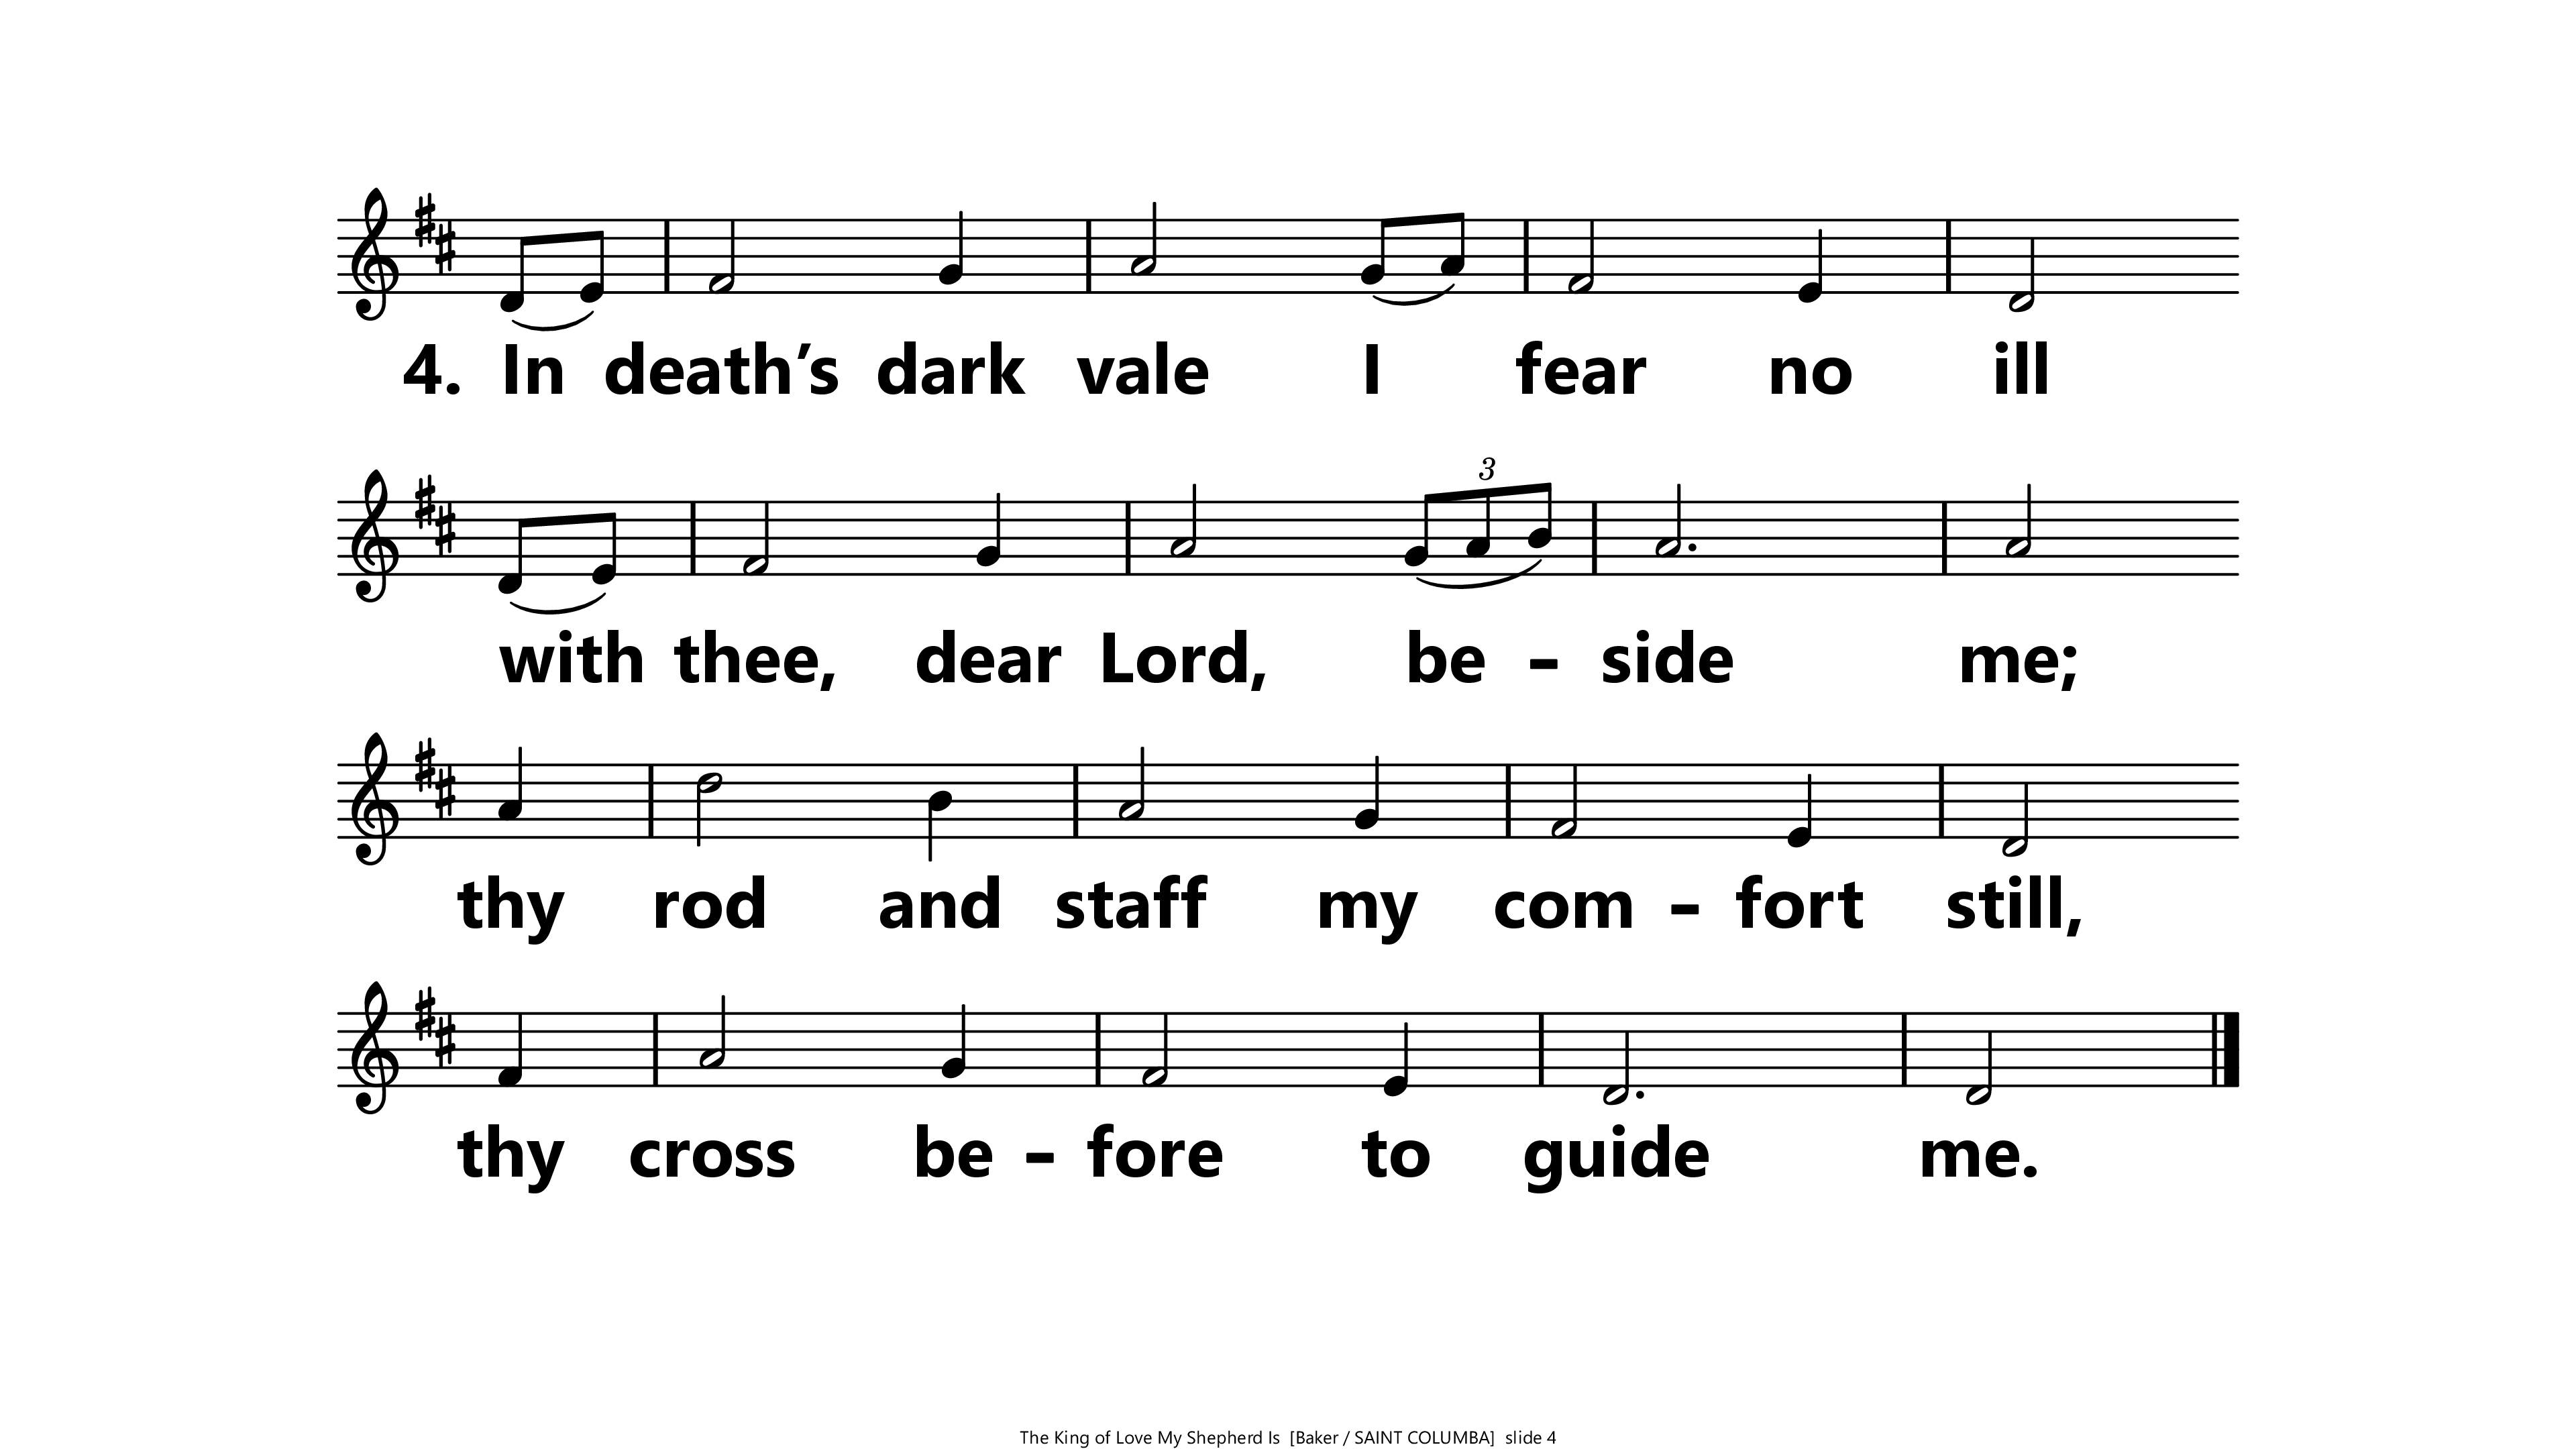 4. In death’s dark vale I fear no ill
3
with thee, dear Lord, be - side me;
thy rod and staff my com - fort still,
thy cross be - fore to guide me.
The King of Love My Shepherd Is [Baker / SAINT COLUMBA] slide 4